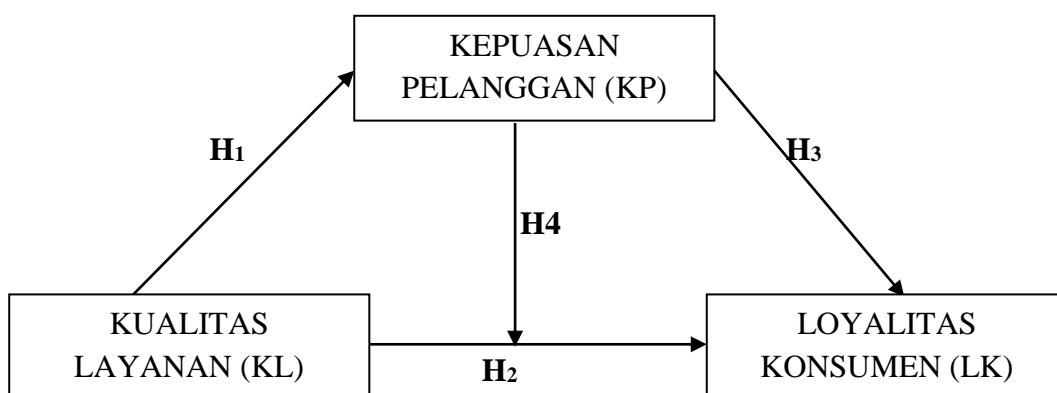 KEPUASAN
PELANGGAN (KP)
H1
H3
H4
KUALITAS
LAYANAN (KL)
H2
LOYALITAS
KONSUMEN (LK)